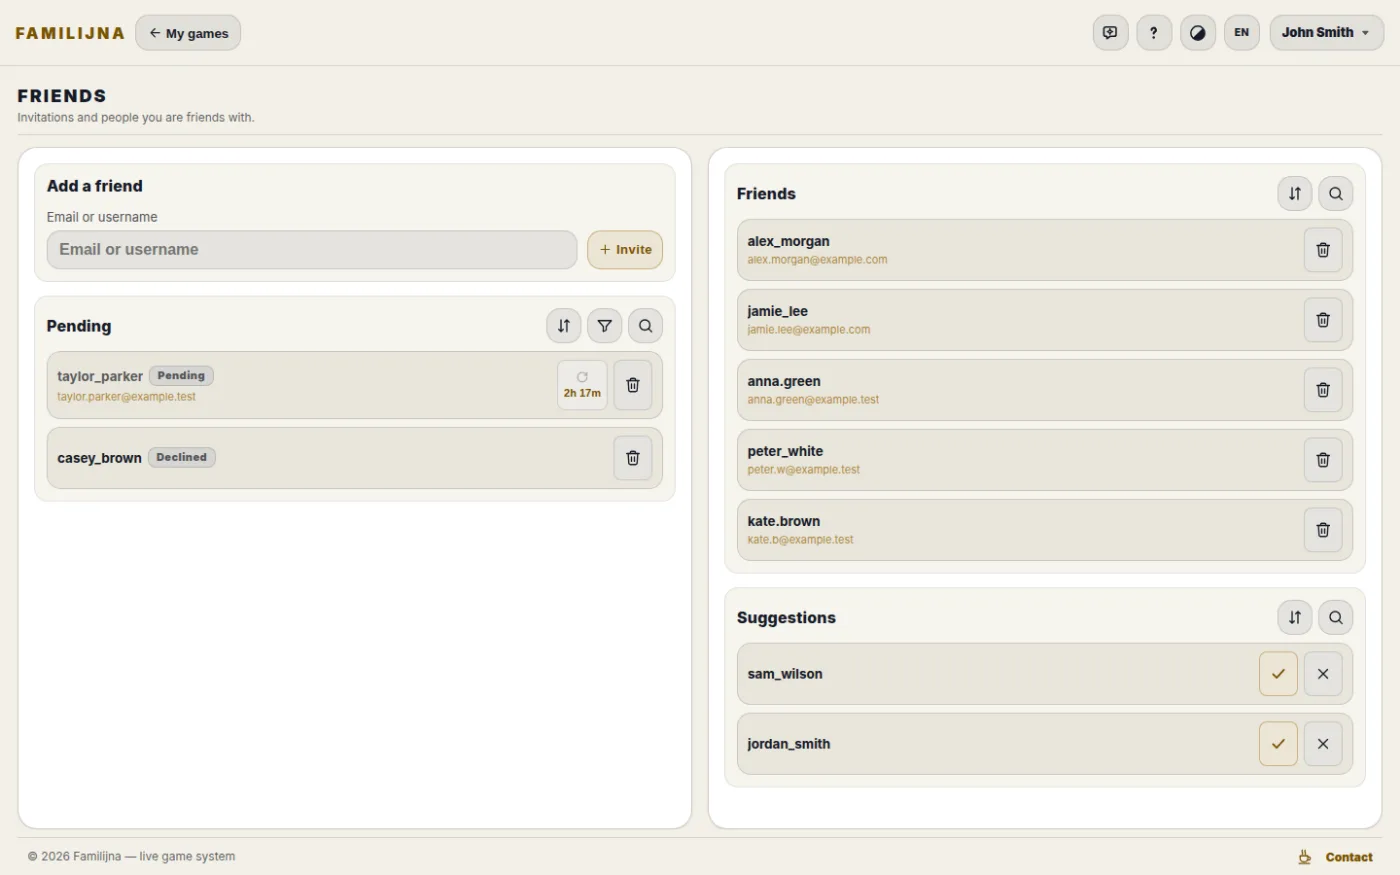 FAMILIJNA
← My games
?
EN
John Smith
FRIENDS
Invitations and people you are friends with.
Add a friend
Email or username
Email or username
+ Invite
Pending
taylor_parker Pending
taylor.parker@example.test
2h 17m
casey_brown Declined
Friends
alex_morgan
alex.morgan@example.com
jamie_lee
jamie.lee@example.com
anna.green
anna.green@example.test
peter_white
peter.w@example.test
kate.brown
kate.b@example.test
Suggestions
sam_wilson
jordan_smith
© 2026 Familijna — live game system
Contact